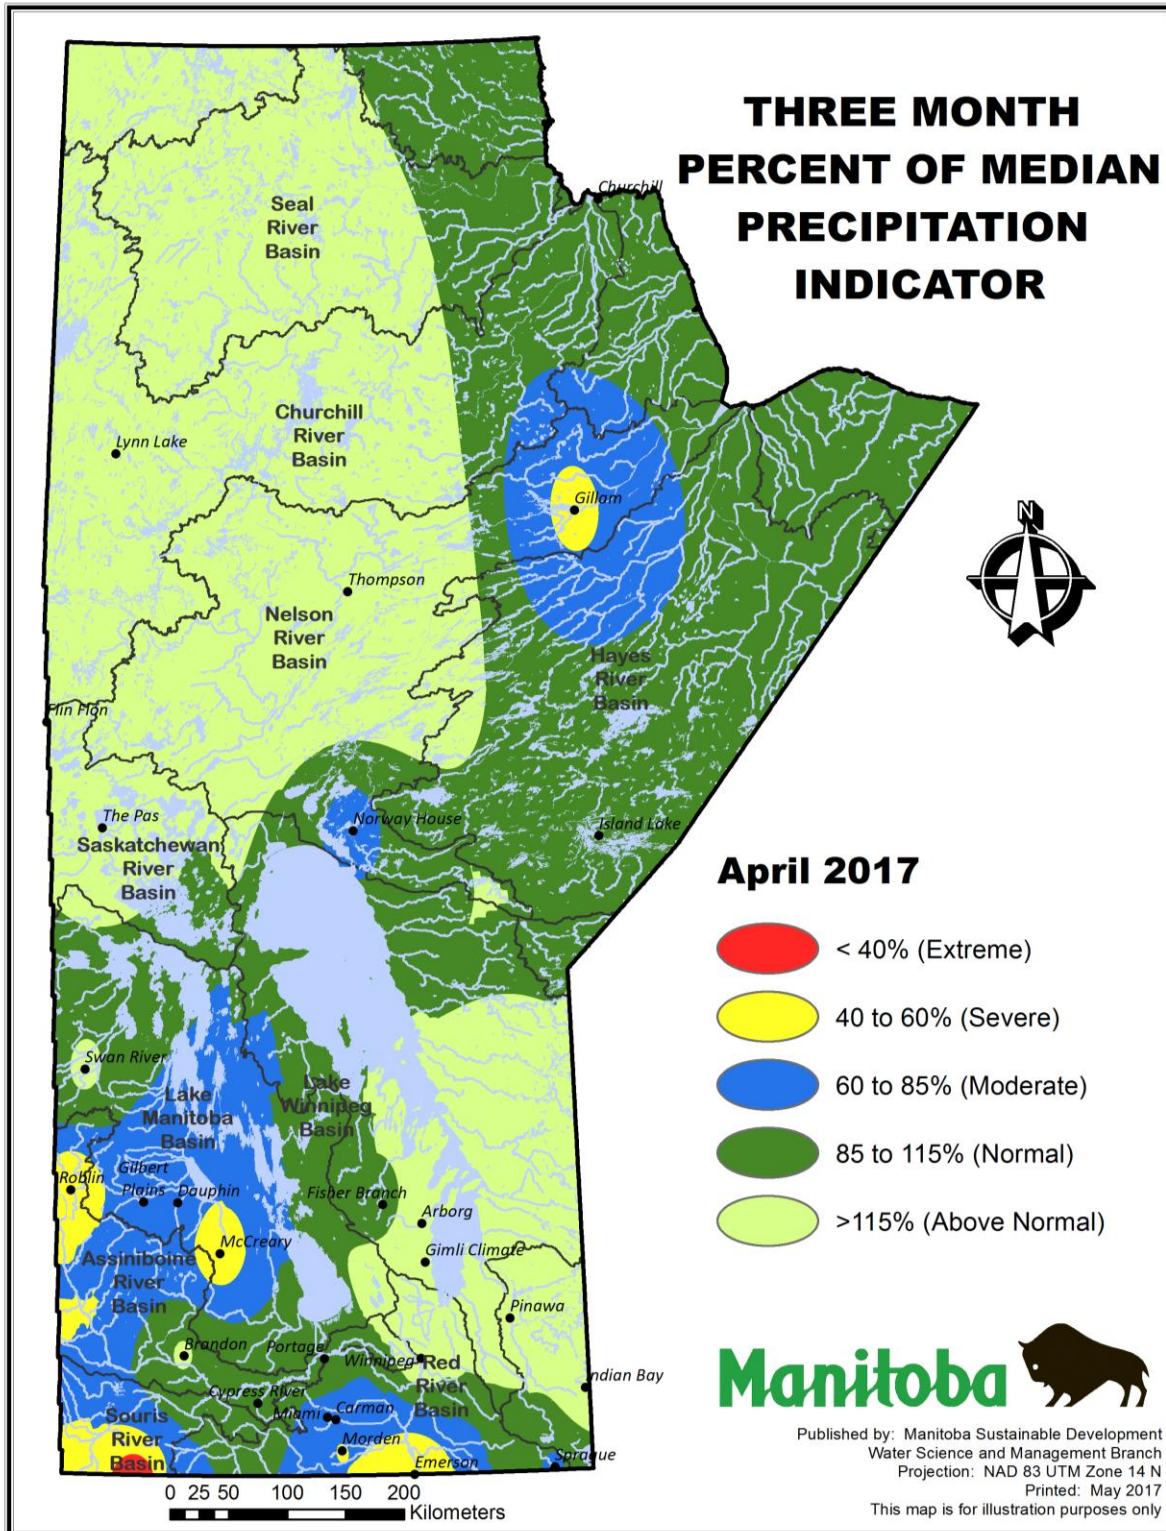 THREE MONTH
PERCENT OF MEDIAN
PRECIPITATION
INDICATOR
Churchill
Seal
River
Basin
Churchill
River
Basin
Lynn Lake
Gillam
N
Thompson
Nelson
River
Basin
Hayes
River
Basin
Flin Flon
The Pas
Norway House
Island Lake
Saskatchewan
River
Basin
April 2017
< 40% (Extreme)
40 to 60% (Severe)
60 to 85% (Moderate)
85 to 115% (Normal)
>115% (Above Normal)
Swan River
Lake
Manitoba
Basin
Lake
Winnipeg
Basin
Roblin
Gilbert
Plains
Dauphin
Fisher Branch
Arborg
McCreary
Gimli Climate
Assiniboine
River
Basin
Pinawa
Brandon
Portage
Winnipeg
Red
River
Basin
Indian Bay
Cypress River
Miami
Carman
Souris
River
Basin
Morden
Emerson
Sprague
0 25 50 100 150 200
Kilometers
Manitoba
Published by: Manitoba Sustainable Development
Water Science and Management Branch
Projection: NAD 83 UTM Zone 14 N
Printed: May 2017
This map is for illustration purposes only